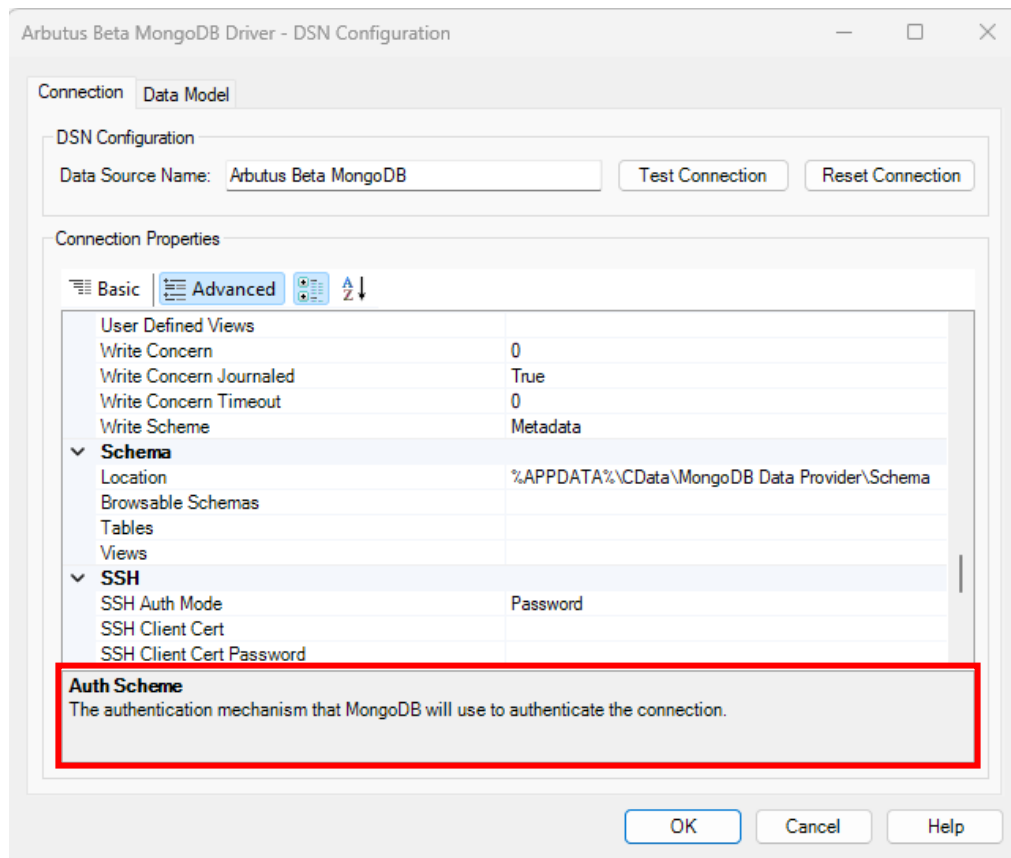 Arbutus Beta MongoDB Driver - DSN Configuration
Connection Data Model
DSN Configuration
Data Source Name: Arbutus Beta MongoDB Test Connection Reset Connection
Connection Properties
Basic Advanced AZ
User Defined Views
Write Concern 0
Write Concern Journaled True
Write Concern Timeout 0
Write Scheme Metadata
Schema
Location %APPDATA%\CData\MongoDB Data Provider\Schema
Browsable Schemas
Tables
Views
SSH
SSH Auth Mode Password
SSH Client Cert
SSH Client Cert Password
Auth Scheme
The authentication mechanism that MongoDB will use to authenticate the connection.
OK Cancel Help